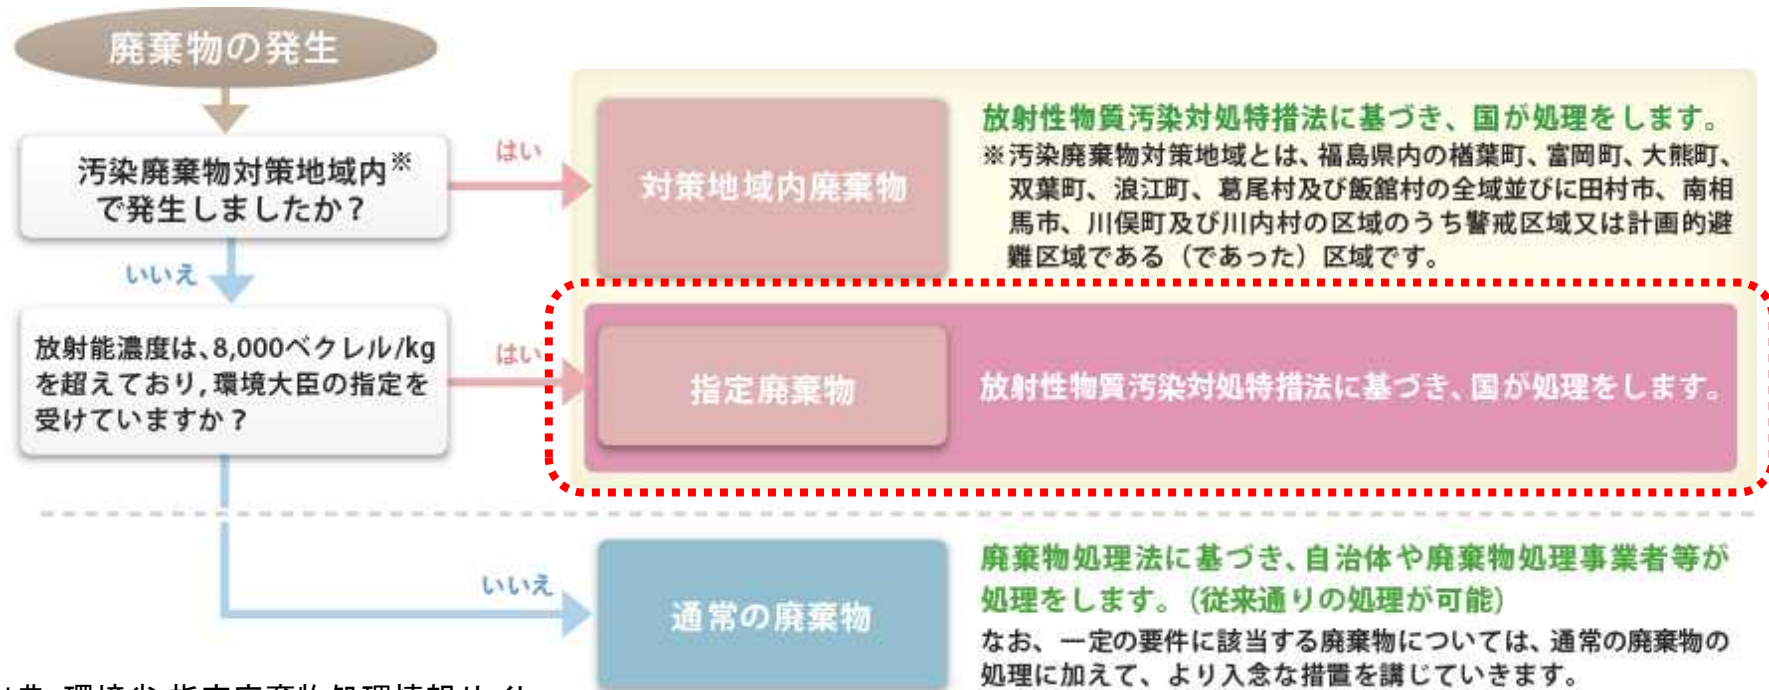 廃棄物の発生
汚染廃棄物対策地域内※
で発生しましたか？
はい
対策地域内廃棄物
放射性物質汚染対処特措法に基づき、国が処理をします。
※汚染廃棄物対策地域とは、福島県内の楢葉町、富岡町、大熊町、
双葉町、浪江町、葛尾村及び飯舘村の全域並びに田村市、南相
馬市、川俣町及び川内村の区域のうち警戒区域又は計画的避
難区域である（であった）区域です。
いいえ
放射能濃度は、8,000ベクレル/kg
を超えており，環境大臣の指定を
受けていますか？
はい
指定廃棄物
放射性物質汚染対処特措法に基づき、国が処理をします。
いいえ
通常の廃棄物
廃棄物処理法に基づき、自治体や廃棄物処理事業者等が
処理をします。（従来通りの処理が可能）
なお、一定の要件に該当する廃棄物については、通常の廃棄物の
処理に加えて、より入念な措置を講じていきます。